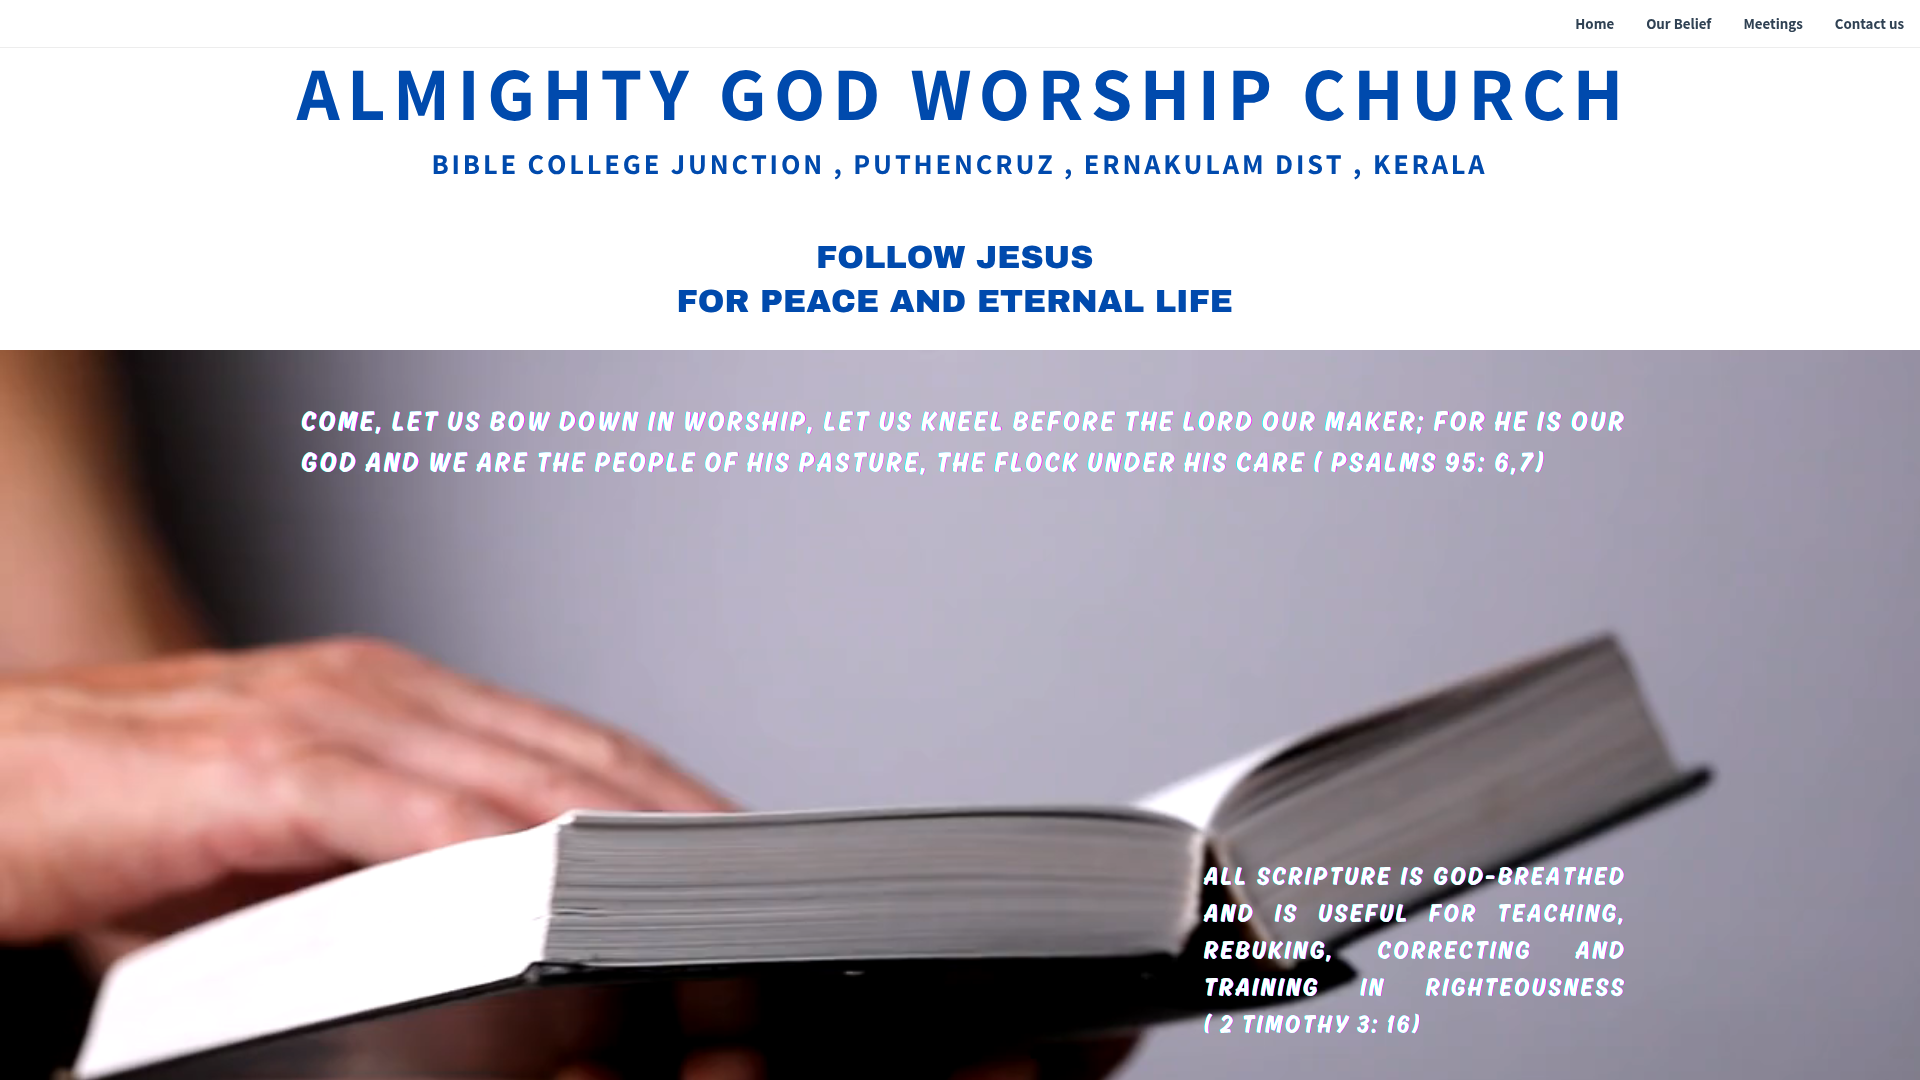 Home Our Belief Meetings Contact us
ALMIGHTY GOD WORSHIP CHURCH
BIBLE COLLEGE JUNCTION , PUTHENCRUZ , ERNAKULAM DIST , KERALA
FOLLOW JESUS
FOR PEACE AND ETERNAL LIFE
COME, LET US BOW DOWN IN WORSHIP, LET US KNEEL BEFORE THE LORD OUR MAKER; FOR HE IS OUR
GOD AND WE ARE THE PEOPLE OF HIS PASTURE, THE FLOCK UNDER HIS CARE ( PSALMS 95: 6,7)
ALL SCRIPTURE IS GOD-BREATHED
AND IS USEFUL FOR TEACHING,
REBUKING, CORRECTING AND
TRAINING IN RIGHTEOUSNESS
( 2 TIMOTHY 3: 16)